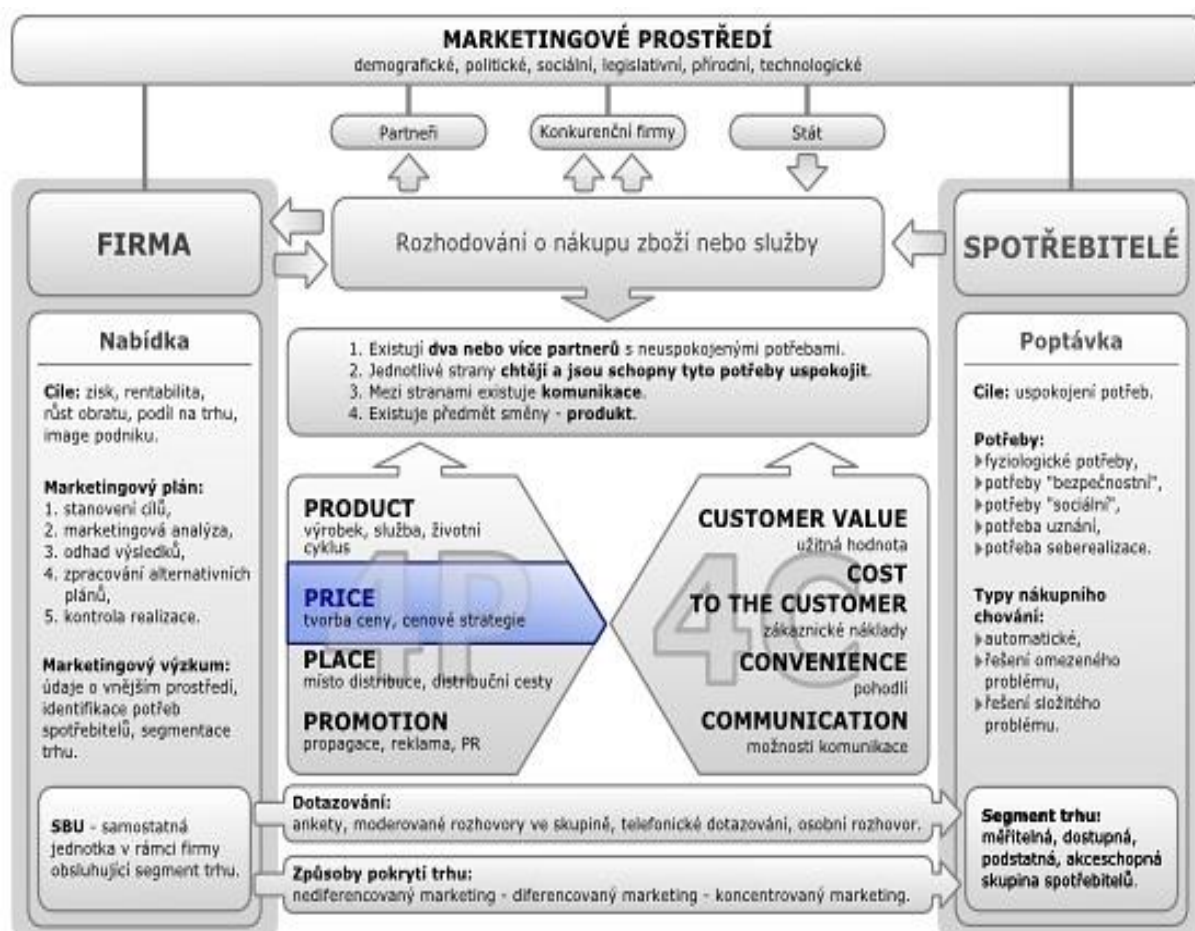 MARKETINGOVÉ PROSTŘEDÍ
demografické, politické, sociální, legislativní, přírodní, technologické
Partneři
Konkurenční firmy
Stát
FIRMA
Rozhodování o nákupu zboží nebo služby
SPOTŘEBITELÉ
Nabídka
Cíle: zisk, rentabilita,
růst obratu, podíl na trhu,
image podniku.
Marketingový plán:
1. stanovení cílů,
2. marketingová analýza,
3. odhad výsledků,
4. zpracování alternativních
plánů,
5. kontrola realizace.
Marketingový výzkum:
údaje o vnějším prostředí,
identifikace potřeb
spotřebitelů, segmentace
trhu.
SBU - samostatná
jednotka v rámci firmy
obsluhující segment trhu.
1. Existují dva nebo více partnerů s neuspokojenými potřebami.
2. Jednotlivé strany chtějí a jsou schopny tyto potřeby uspokojit.
3. Mezi stranami existuje komunikace.
4. Existuje předmět směny - produkt.
4P
PRODUCT
výrobek, služba, životní
cyklus
PRICE
tvorba ceny, cenové strategie
PLACE
místo distribuce, distribuční cesty
PROMOTION
propagace, reklama, PR
4C
CUSTOMER VALUE
užitná hodnota
COST
TO THE CUSTOMER
zákaznické náklady
CONVENIENCE
pohodlí
COMMUNICATION
možnosti komunikace
Dotazování:
ankety, moderované rozhovory ve skupině, telefonické dotazování, osobní rozhovor.
Způsoby pokrytí trhu:
nediferencovaný marketing - diferencovaný marketing - koncentrovaný marketing.
Poptávka
Cíle: uspokojení potřeb.
Potřeby:
fyziologické potřeby,
potřeby "bezpečnostní",
potřeby "sociální",
potřeba uznání,
potřeba seberealizace.
Typy nákupního
chování:
automatické,
řešení omezeného
problému,
řešení složitého
problému.
Segment trhu:
měřitelná, dostupná,
podstatná, akceschopná
skupina spotřebitelů.